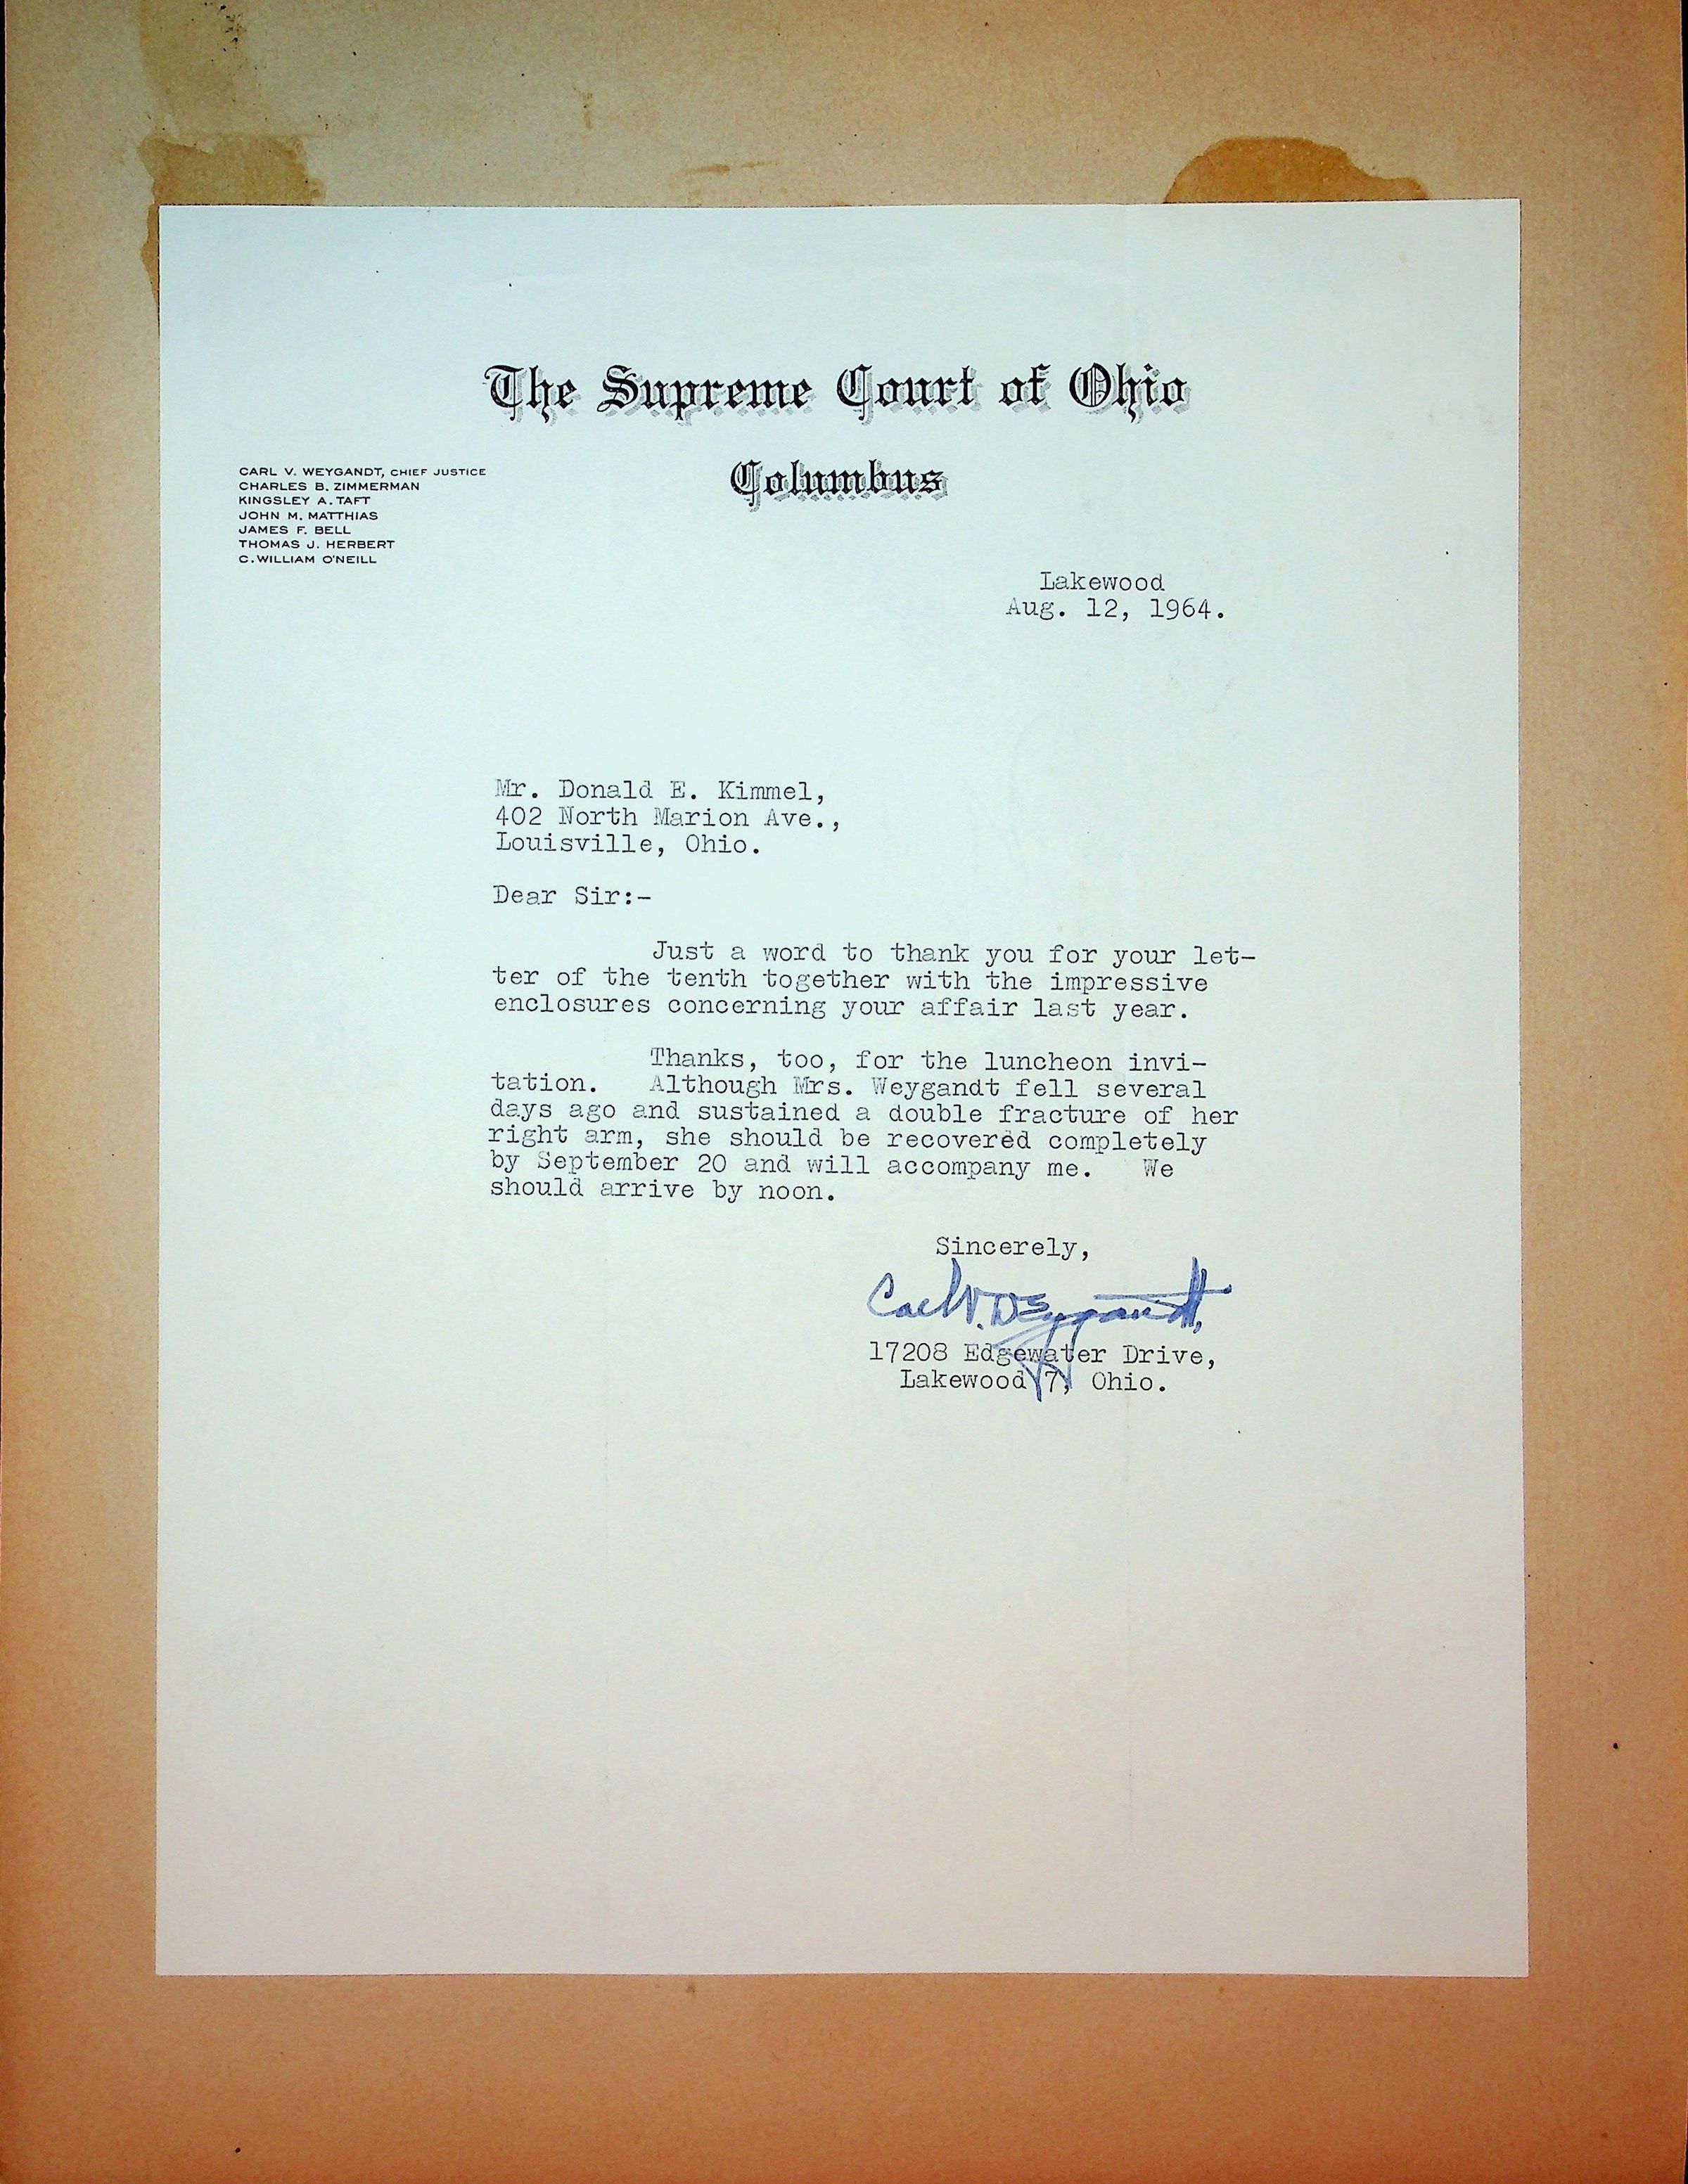 The Supreme Court of Ohio
Columbus
CARL V. WEYGANDT, CHIEF JUSTICE
CHARLES B. ZIMMERMAN
KINGSLEY A. TAFT
JOHN M. MATTHIAS
JAMES F. BELL
THOMAS J. HERBERT
C. WILLIAM O'NEILL
Lakewood
Aug. 12, 1964.
Mr. Donald E. Kimmel,
402 North Marion Ave.,
Louisville, Ohio.
Dear Sir:-
Just a word to thank you for your let-
ter of the tenth together with the impressive
enclosures concerning your affair last year.
Thanks, too, for the luncheon invi-
tation. Although Mrs. Weygandt fell several
days ago and sustained a double fracture of her
right arm, she should be recovered completely
by September 20 and will accompany me. We
should arrive by noon.
Sincerely,
Carl V. Weygandt
17208 Edgewater Drive,
Lakewood 7, Ohio.